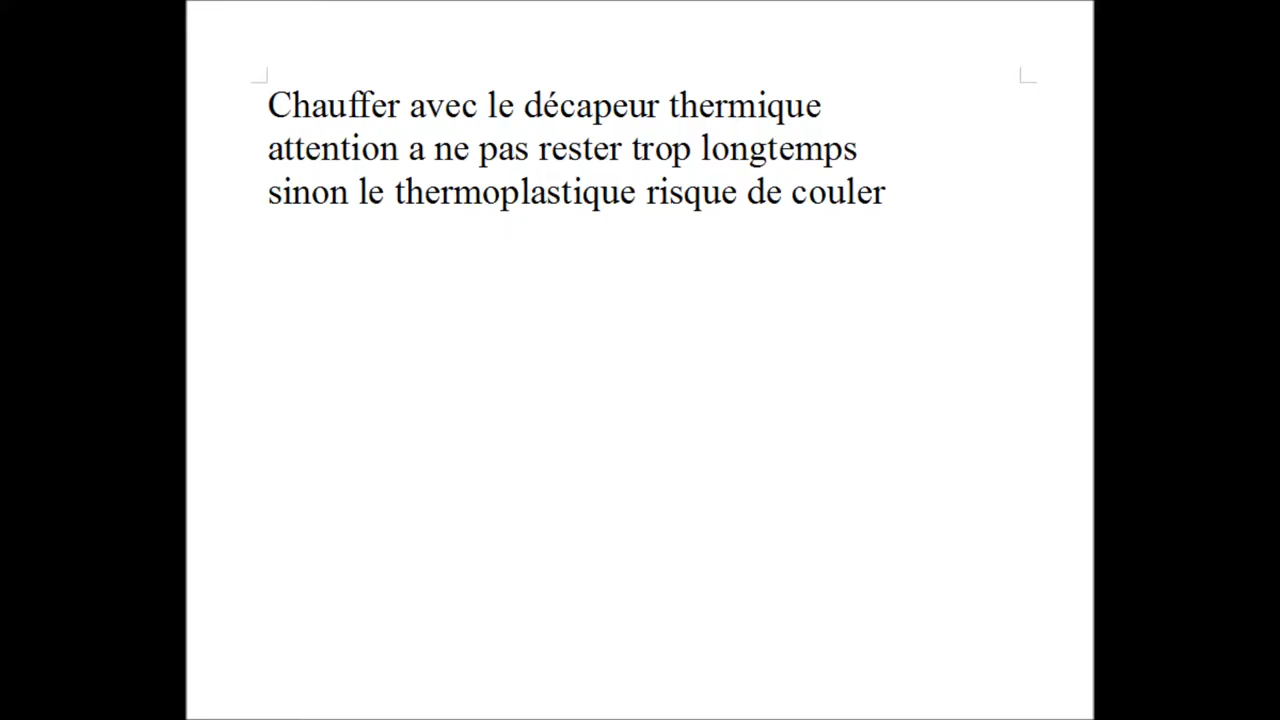 Chauffer avec le décapeur thermique
attention a ne pas rester trop longtemps
sinon le thermoplastique risque de couler